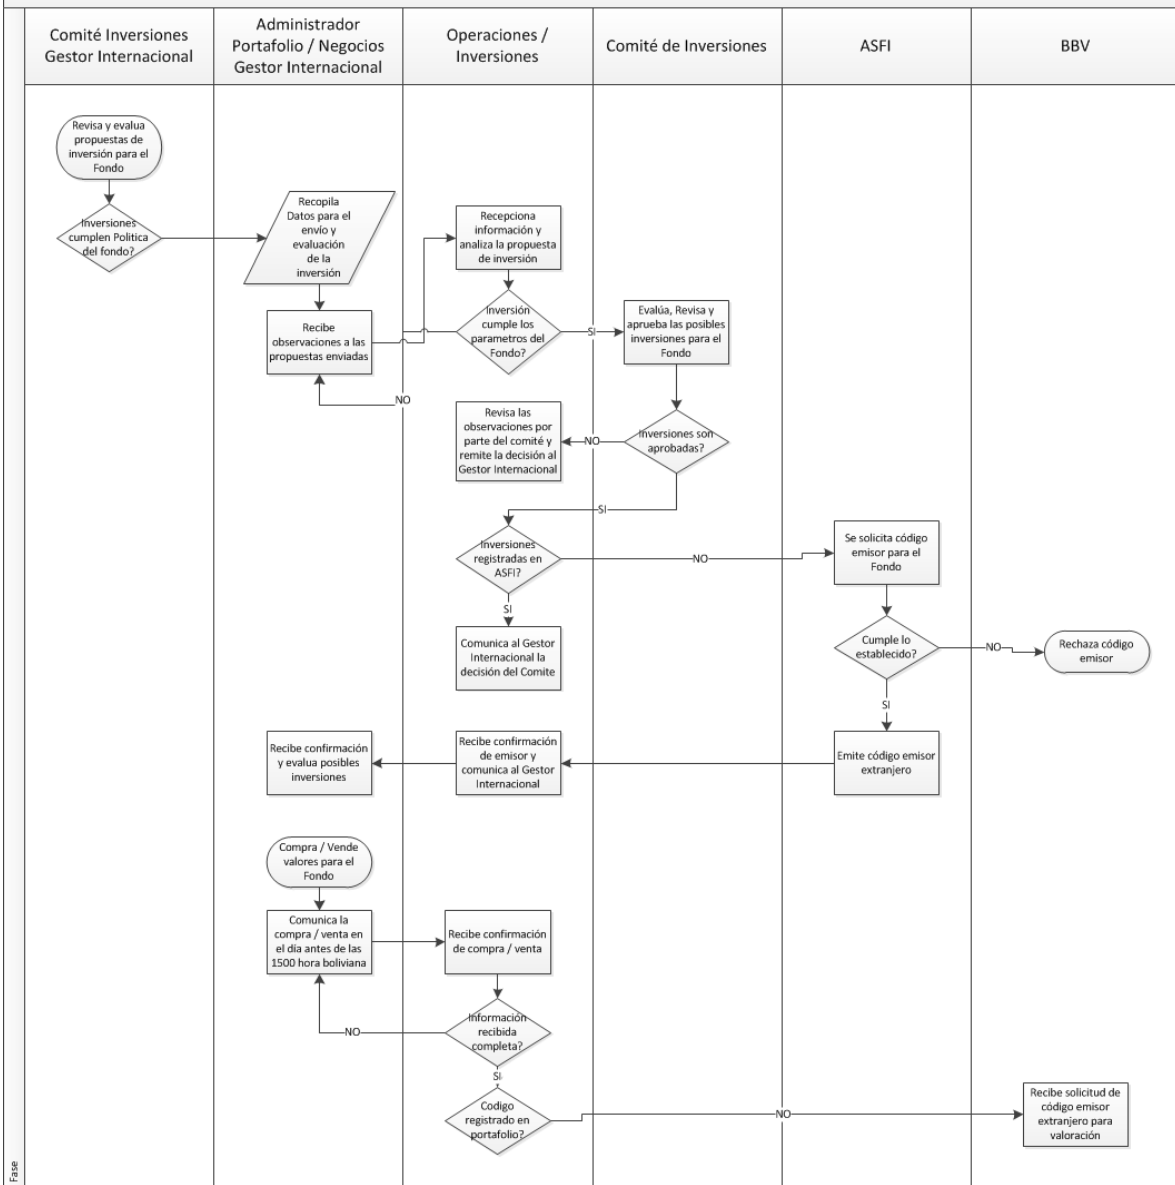 Comité Inversiones
Gestor Internacional
Administrador
Portafolio / Negocios
Gestor Internacional
Operaciones /
Inversiones
Comité de Inversiones
ASFI
BBV
Revisa y evalua
propuestas de
inversión para el
Fondo
Inversiones
cumplen Politica
del fondo?
Recopila
Datos para el
envío y
evaluación
de la
inversión
Recepciona
información y
analiza la propuesta
de inversión
Recibe
observaciones a las
propuestas enviadas
Inversión
cumple los
parametros del
Fondo?
SI
Evalúa, Revisa y
aprueba las posibles
inversiones para el
Fondo
NO
Revisa las
observaciones por
parte del comité y
remite la decisión al
Gestor Internacional
NO
Inversiones son
aprobadas?
SI
Inversiones
registradas en
ASFI?
NO
Se solicita código
emisor para el
Fondo
SI
Comunica al Gestor
Internacional la
decisión del Comite
Cumple lo
establecido?
NO
Rechaza código
emisor
SI
Recibe confirmación
y evalua posibles
inversiones
Recibe confirmación
de emisor y
comunica al Gestor
Internacional
Emite código emisor
extranjero
Compra / Vende
valores para el
Fondo
Comunica la
compra / venta en
el día antes de las
1500 hora boliviana
Recibe confirmación
de compra / venta
NO
Información
recibida
completa?
SI
Codigo
registrado en
portafolio?
NO
Recibe solicitud de
código emisor
extranjero para
valoración
Fase